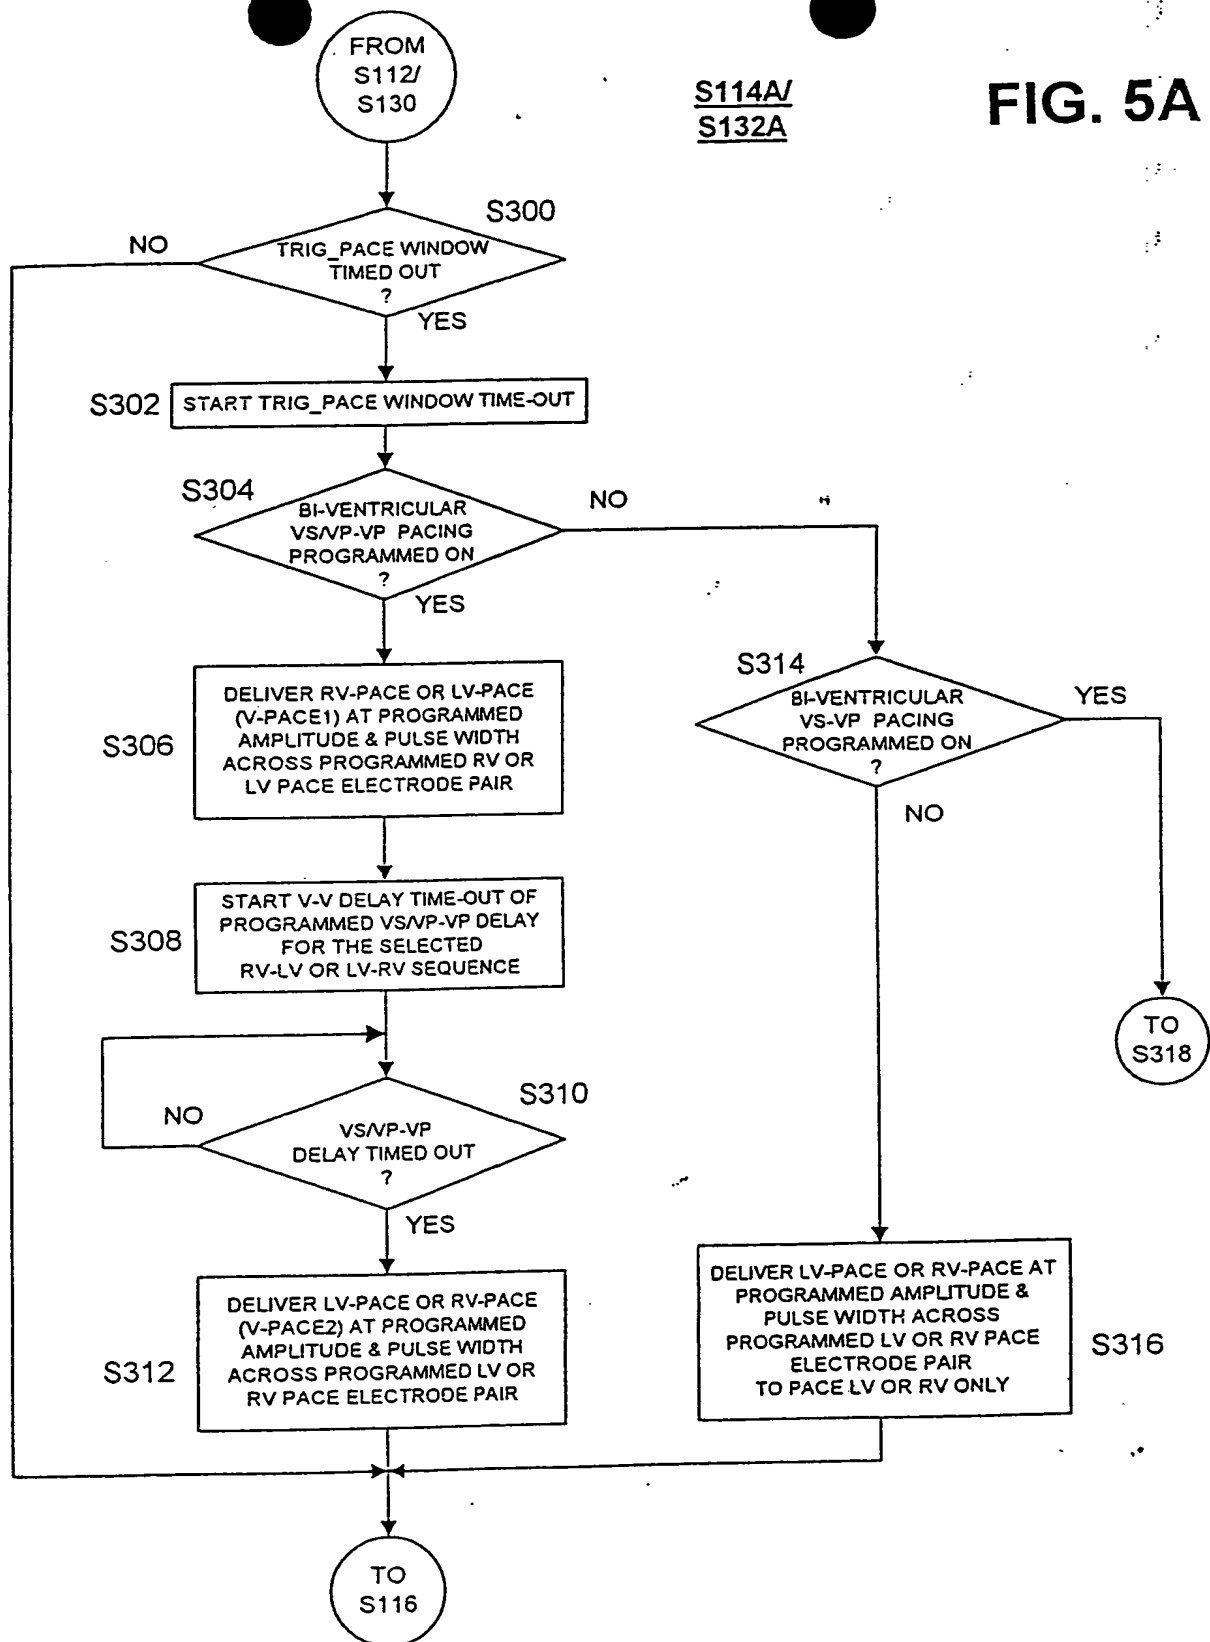 FROM
S112/
S130
S114A/
S132A
FIG. 5A
S300
NO
TRIG_PACE WINDOW
TIMED OUT
?
YES
S302
START TRIG_PACE WINDOW TIME-OUT
S304
BI-VENTRICULAR
VS/VP-VP PACING
PROGRAMMED ON
?
NO
YES
S306
DELIVER RV-PACE OR LV-PACE
(V-PACE1) AT PROGRAMMED
AMPLITUDE & PULSE WIDTH
ACROSS PROGRAMMED RV OR
LV PACE ELECTRODE PAIR
S314
BI-VENTRICULAR
VS-VP PACING
PROGRAMMED ON
?
YES
NO
S308
START V-V DELAY TIME-OUT OF
PROGRAMMED VS/VP-VP DELAY
FOR THE SELECTED
RV-LV OR LV-RV SEQUENCE
TO
S318
S310
NO
VS/VP-VP
DELAY TIMED OUT
?
YES
S312
DELIVER LV-PACE OR RV-PACE
(V-PACE2) AT PROGRAMMED
AMPLITUDE & PULSE WIDTH
ACROSS PROGRAMMED LV OR
RV PACE ELECTRODE PAIR
DELIVER LV-PACE OR RV-PACE AT
PROGRAMMED AMPLITUDE &
PULSE WIDTH ACROSS
PROGRAMMED LV OR RV PACE
ELECTRODE PAIR
TO PACE LV OR RV ONLY
S316
TO
S116